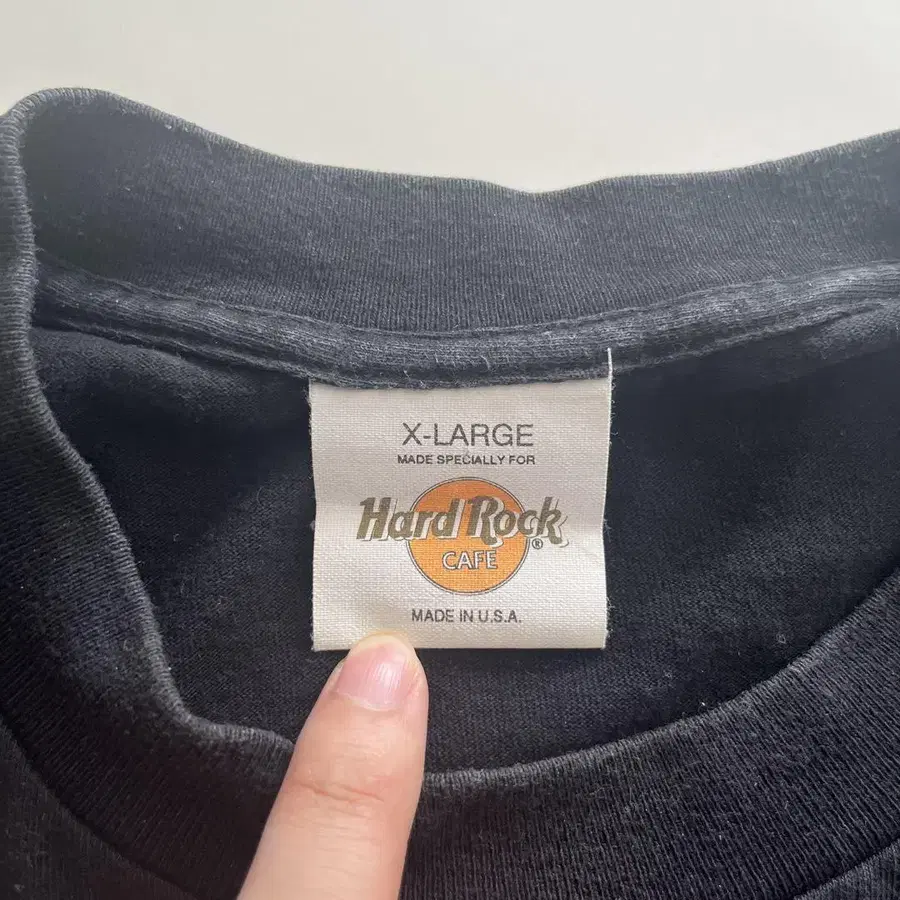 X-LARGE
MADE SPECIALLY FOR
Hard Rock
®
CAFE
MADE IN U.S.A.